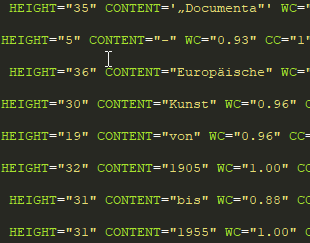 HEIGHT="35" CONTENT='„Documenta"' WC="
HEIGHT="5" CONTENT="-" WC="0.93" CC="1"
HEIGHT="36" CONTENT="Europäische" WC="
HEIGHT="30" CONTENT="Kunst" WC="0.96" C
HEIGHT="19" CONTENT="von" WC="0.96" CC=
HEIGHT="32" CONTENT="1905" WC="1.00" C
HEIGHT="31" CONTENT="bis" WC="0.88" CC
HEIGHT="31" CONTENT="1955" WC="1.00" C